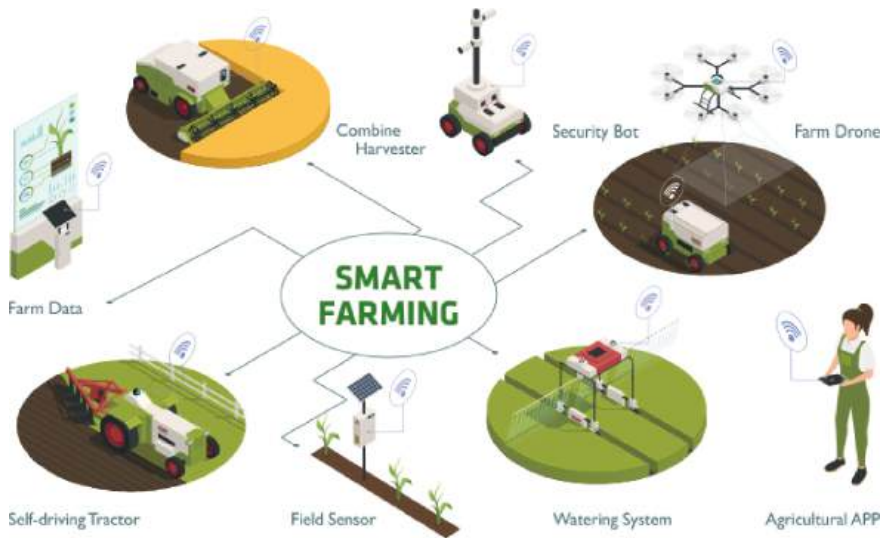 Combine
Harvester
Security Bot
Farm Drone
Farm Data
SMART
FARMING
Self-driving Tractor
Field Sensor
Watering System
Agricultural APP